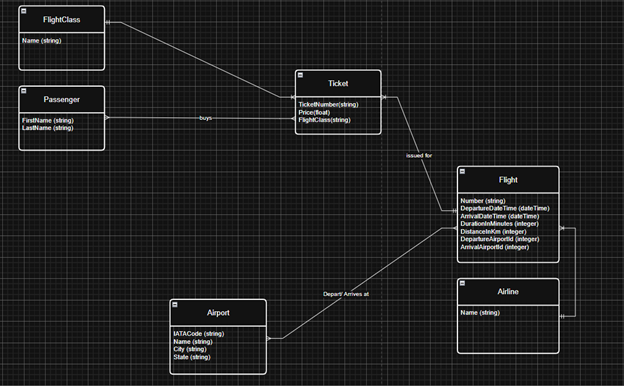 FlightClass
Name (string)
Passenger
FirstName (string)
LastName (string)
buys
Ticket
TicketNumber(string)
Price(float)
FlightClass(string)
issued for
Flight
Number (string)
DepartureDateTime (dateTime)
ArrivalDateTime (dateTime)
DurationInMinutes (integer)
DistanceInKm (integer)
DepartureAirportId (integer)
ArrivalAirportId (integer)
Depart/ Arrives at
Airline
Name (string)
Airport
IATACode (string)
Name (string)
City (string)
State (string)